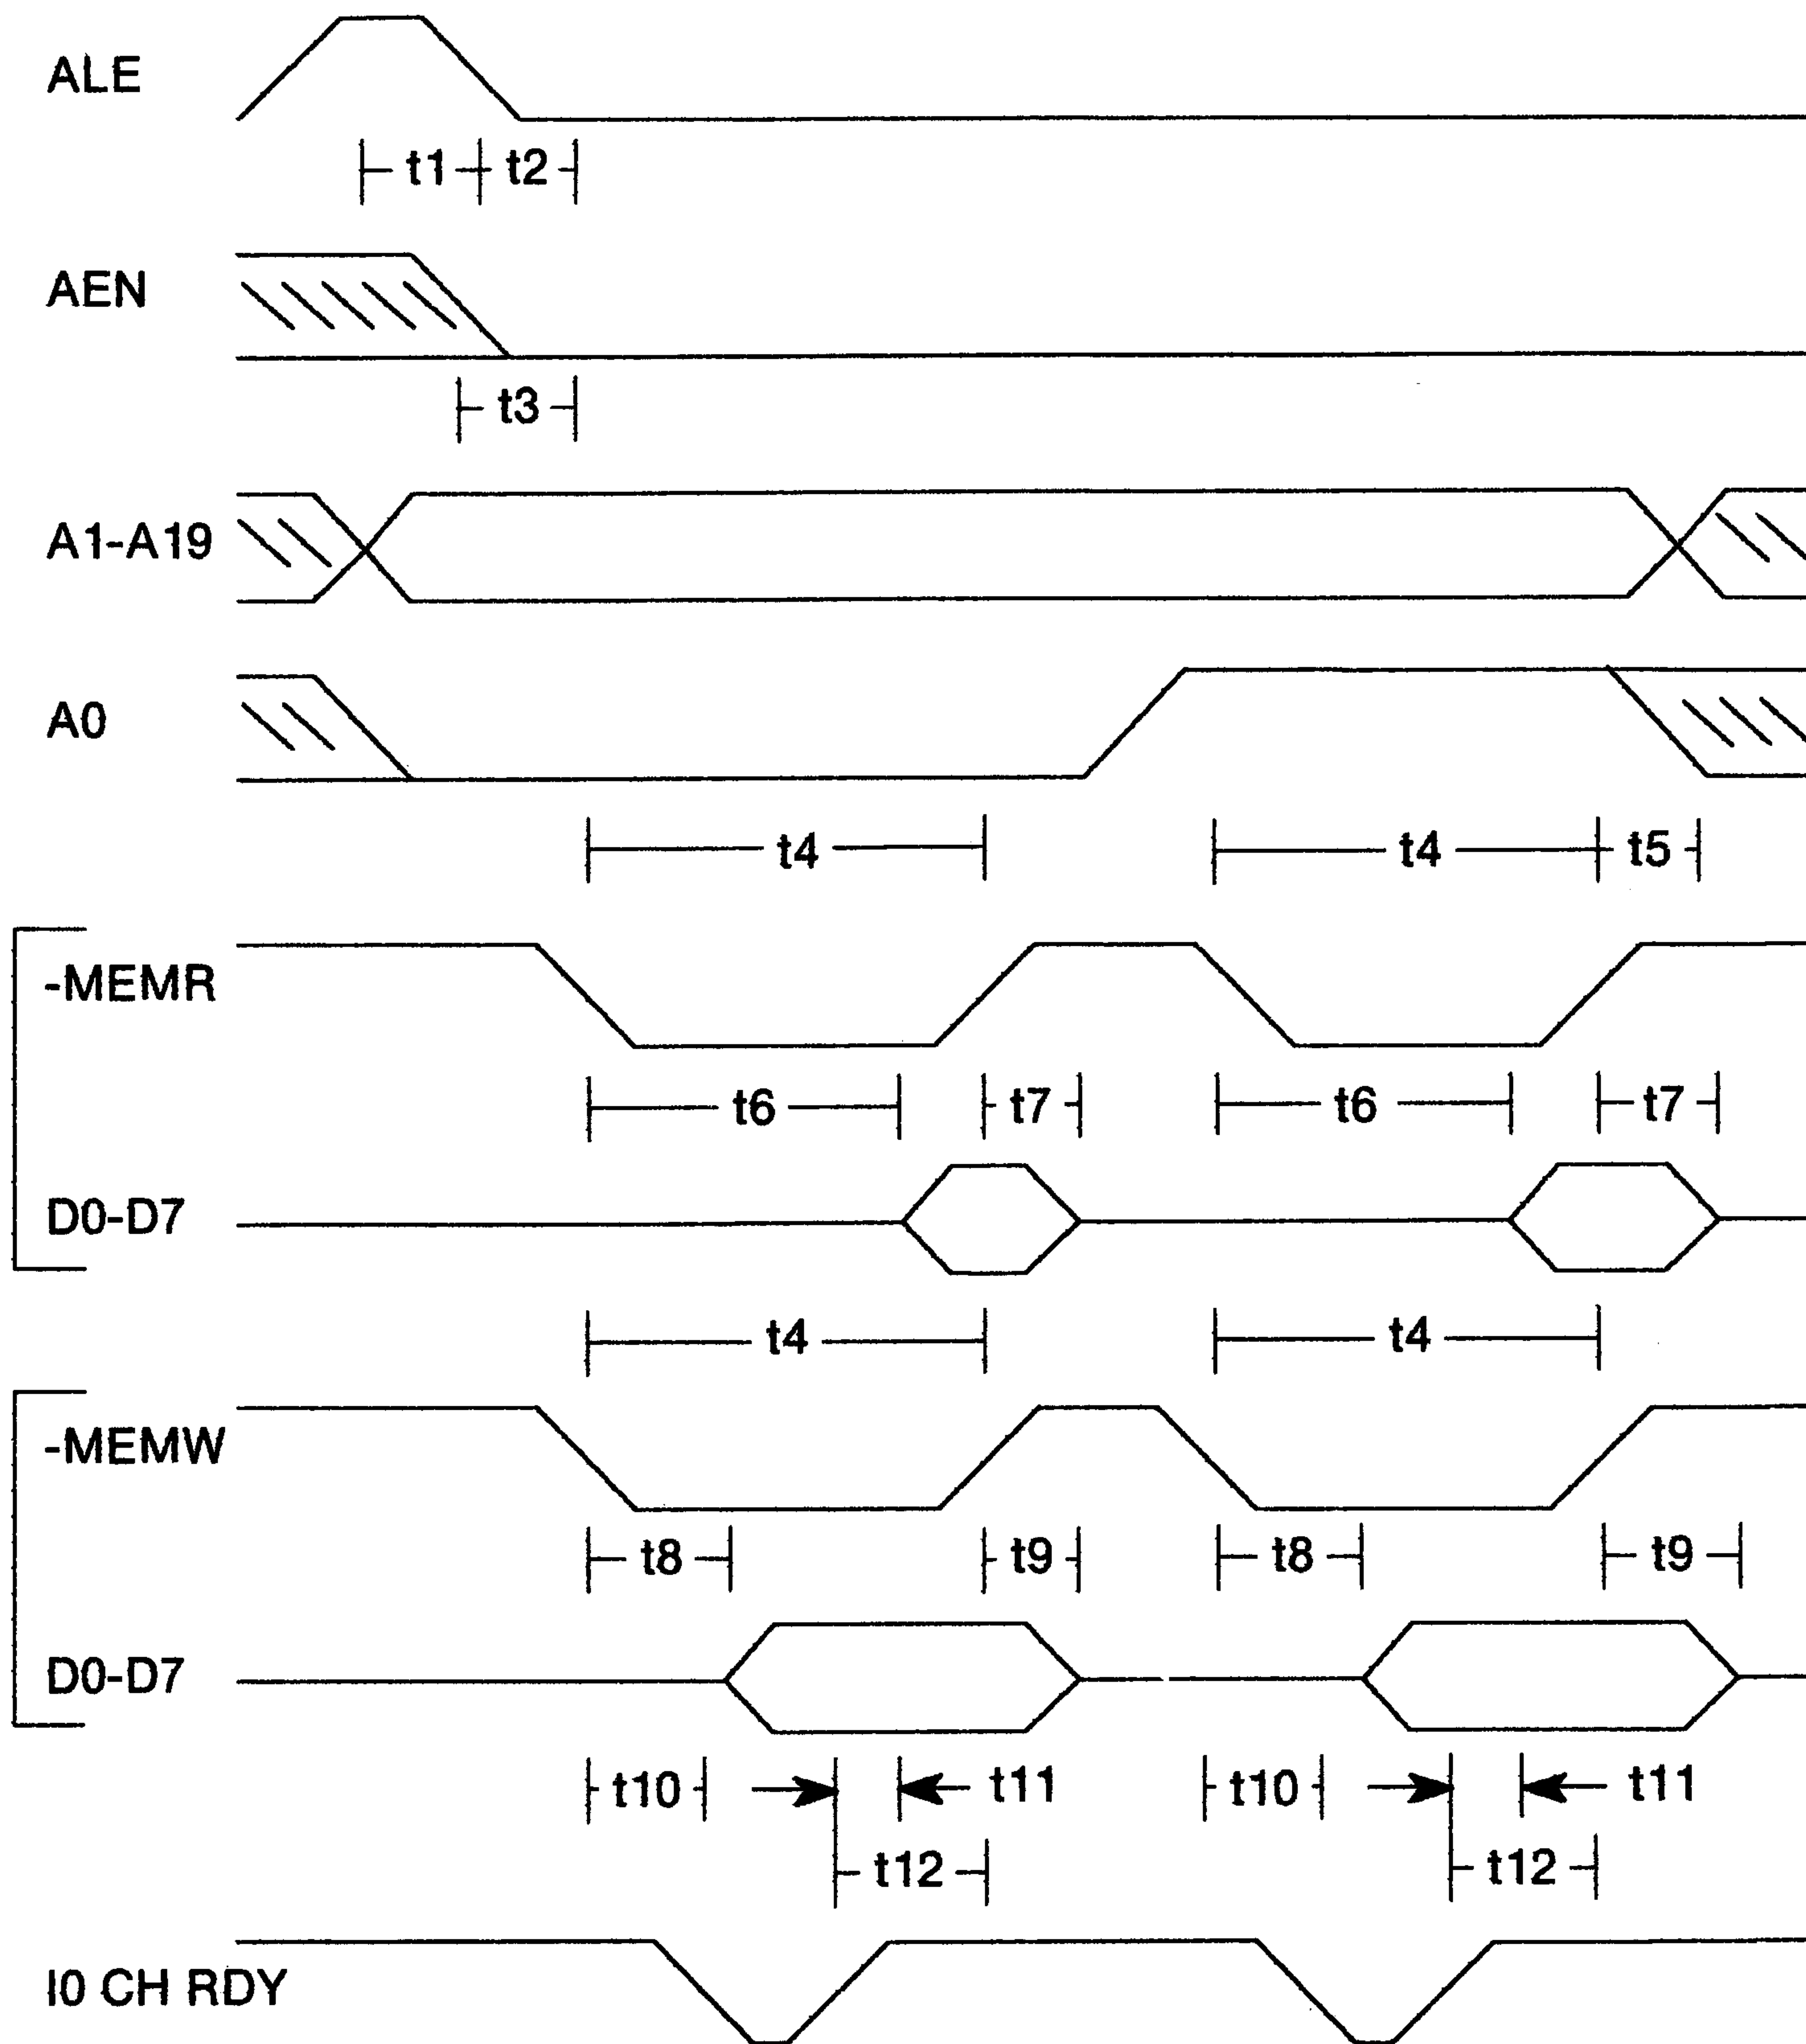 ALE
t1 t2
AEN
t3
A1-A19
A0
t4 t4 t5
-MEMR
t6 t7 t6 t7
D0-D7
t4 t4
-MEMW
t8 t9 t8 t9
D0-D7
t10 t11 t10 t11
t12 t12
I0 CH RDY